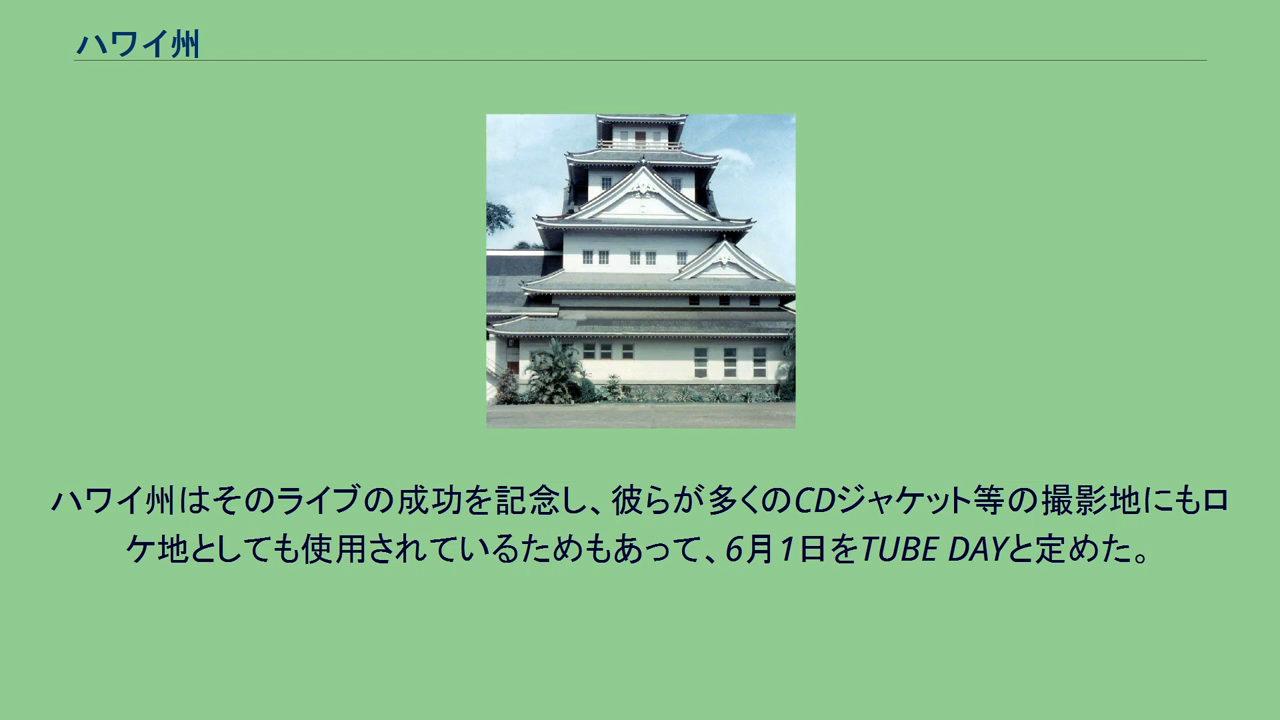 ハワイ州
ハワイ州はそのライブの成功を記念し、彼らが多くのCDジャケット等の撮影地にもロ
ケ地としても使用されているためもあって、6月1日をTUBE DAYと定めた。